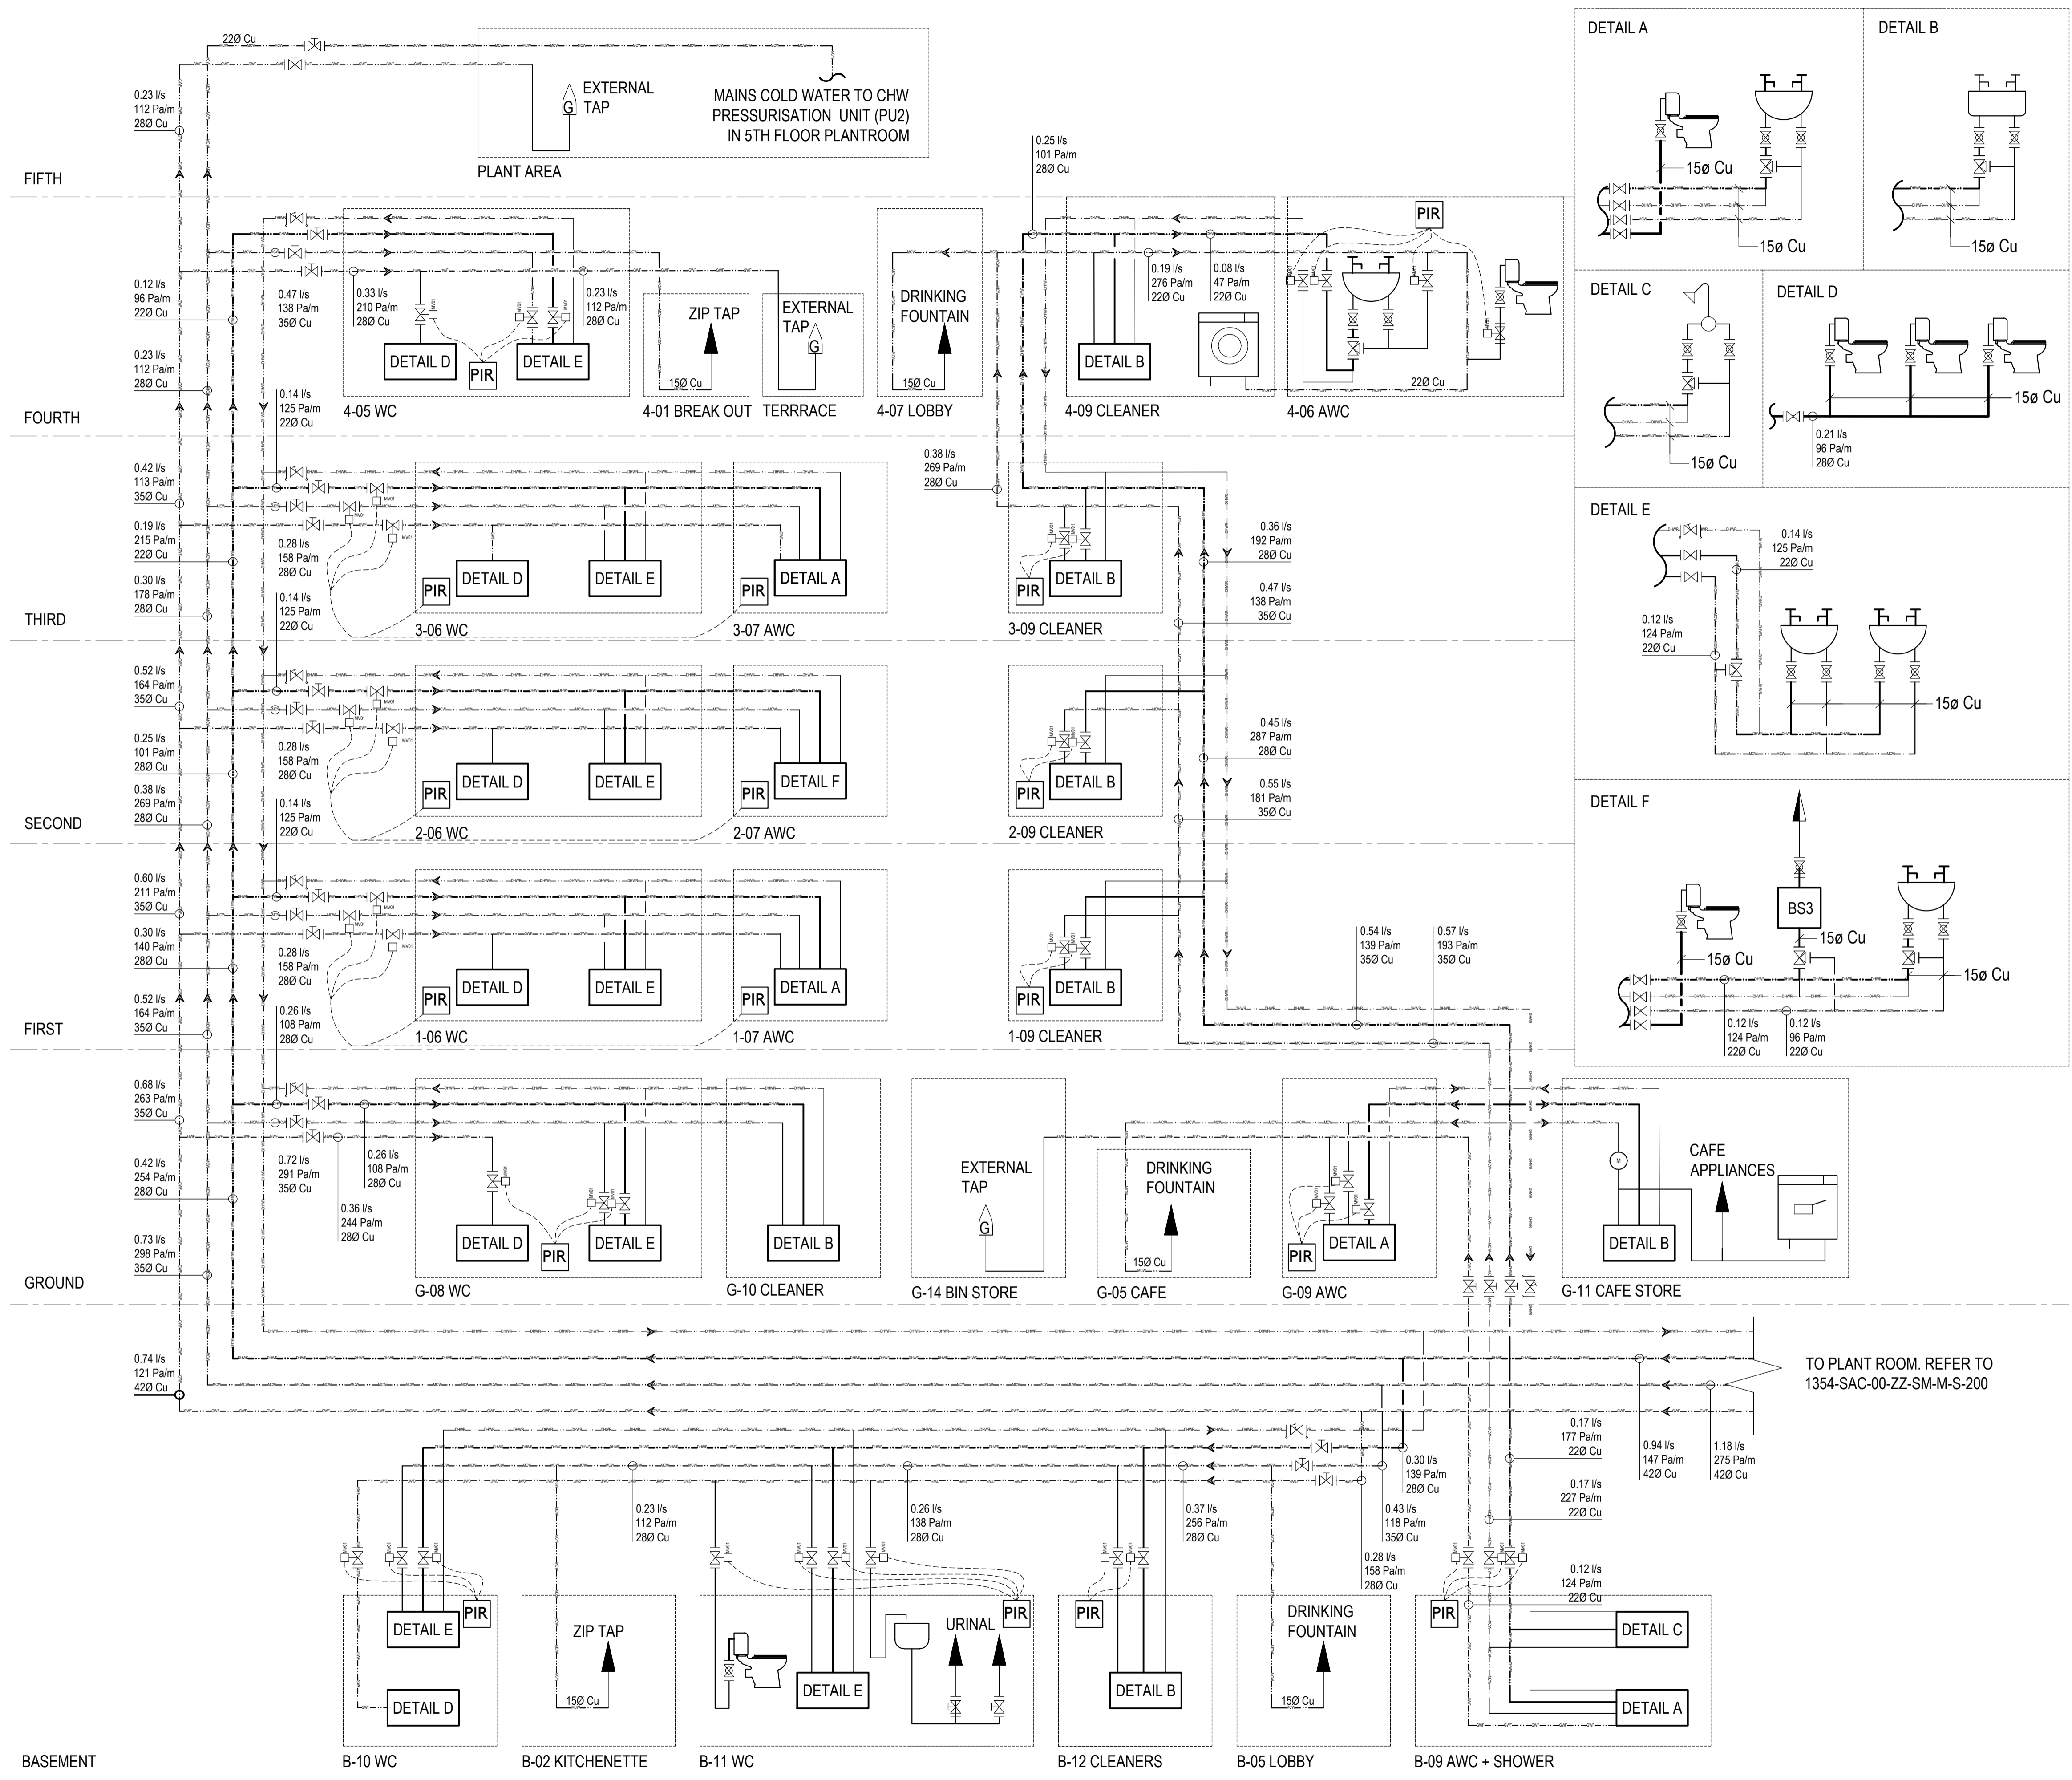 22Ø Cu
0.23 l/s
112 Pa/m
28Ø Cu
EXTERNAL
TAP
G
MAINS COLD WATER TO CHW
PRESSURISATION UNIT (PU2)
IN 5TH FLOOR PLANTROOM
PLANT AREA
FIFTH
0.25 l/s
101 Pa/m
28Ø Cu
0.12 l/s
96 Pa/m
22Ø Cu
0.47 l/s
138 Pa/m
35Ø Cu
0.33 l/s
210 Pa/m
28Ø Cu
0.23 l/s
112 Pa/m
28Ø Cu
DETAIL D
PIR
DETAIL E
4-05 WC
ZIP TAP
15Ø Cu
4-01 BREAK OUT
EXTERNAL
TAP
G
TERRRACE
DRINKING
FOUNTAIN
15Ø Cu
4-07 LOBBY
0.19 l/s
276 Pa/m
22Ø Cu
0.08 l/s
47 Pa/m
22Ø Cu
DETAIL B
4-09 CLEANER
PIR
22Ø Cu
4-06 AWC
0.23 l/s
112 Pa/m
28Ø Cu
0.14 l/s
125 Pa/m
22Ø Cu
FOURTH
0.42 l/s
113 Pa/m
35Ø Cu
0.19 l/s
215 Pa/m
22Ø Cu
0.28 l/s
158 Pa/m
28Ø Cu
0.30 l/s
178 Pa/m
28Ø Cu
0.14 l/s
125 Pa/m
22Ø Cu
MV01
MV01
MV01
PIR
DETAIL D
DETAIL E
3-06 WC
PIR
DETAIL A
3-07 AWC
0.38 l/s
269 Pa/m
28Ø Cu
PIR
DETAIL B
3-09 CLEANER
0.36 l/s
192 Pa/m
28Ø Cu
0.47 l/s
138 Pa/m
35Ø Cu
THIRD
0.52 l/s
164 Pa/m
35Ø Cu
0.25 l/s
101 Pa/m
28Ø Cu
0.28 l/s
158 Pa/m
28Ø Cu
0.38 l/s
269 Pa/m
28Ø Cu
0.14 l/s
125 Pa/m
22Ø Cu
MV01
MV01
MV01
PIR
DETAIL D
DETAIL E
2-06 WC
PIR
DETAIL F
2-07 AWC
PIR
DETAIL B
2-09 CLEANER
0.45 l/s
287 Pa/m
28Ø Cu
0.55 l/s
181 Pa/m
35Ø Cu
SECOND
0.60 l/s
211 Pa/m
35Ø Cu
0.30 l/s
140 Pa/m
28Ø Cu
0.28 l/s
158 Pa/m
28Ø Cu
0.52 l/s
164 Pa/m
35Ø Cu
0.26 l/s
108 Pa/m
28Ø Cu
MV01
MV01
MV01
PIR
DETAIL D
DETAIL E
1-06 WC
PIR
DETAIL A
1-07 AWC
PIR
DETAIL B
1-09 CLEANER
0.54 l/s
139 Pa/m
35Ø Cu
0.57 l/s
193 Pa/m
35Ø Cu
FIRST
0.68 l/s
263 Pa/m
35Ø Cu
0.42 l/s
254 Pa/m
28Ø Cu
0.72 l/s
291 Pa/m
35Ø Cu
0.26 l/s
108 Pa/m
28Ø Cu
0.36 l/s
244 Pa/m
28Ø Cu
0.73 l/s
298 Pa/m
35Ø Cu
DETAIL D
PIR
DETAIL E
G-08 WC
DETAIL B
G-10 CLEANER
EXTERNAL
TAP
G
G-14 BIN STORE
DRINKING
FOUNTAIN
15Ø Cu
G-05 CAFE
PIR
DETAIL A
G-09 AWC
M
CAFE
APPLIANCES
DETAIL B
G-11 CAFE STORE
GROUND
0.74 l/s
121 Pa/m
42Ø Cu
TO PLANT ROOM. REFER TO
1354-SAC-00-ZZ-SM-M-S-200
0.23 l/s
112 Pa/m
28Ø Cu
0.26 l/s
138 Pa/m
28Ø Cu
0.37 l/s
256 Pa/m
28Ø Cu
0.30 l/s
139 Pa/m
28Ø Cu
0.43 l/s
118 Pa/m
35Ø Cu
0.28 l/s
158 Pa/m
28Ø Cu
0.17 l/s
177 Pa/m
22Ø Cu
0.94 l/s
147 Pa/m
42Ø Cu
1.18 l/s
275 Pa/m
42Ø Cu
0.17 l/s
227 Pa/m
22Ø Cu
0.12 l/s
124 Pa/m
22Ø Cu
DETAIL E
PIR
DETAIL D
B-10 WC
ZIP TAP
15Ø Cu
B-02 KITCHENETTE
DETAIL E
URINAL
PIR
B-11 WC
PIR
DETAIL B
B-12 CLEANERS
DRINKING
FOUNTAIN
15Ø Cu
B-05 LOBBY
PIR
DETAIL C
DETAIL A
B-09 AWC + SHOWER
BASEMENT
DETAIL A
15ø Cu
15ø Cu
DETAIL B
15ø Cu
DETAIL C
15ø Cu
DETAIL D
15ø Cu
0.21 l/s
96 Pa/m
28Ø Cu
DETAIL E
0.14 l/s
125 Pa/m
22Ø Cu
0.12 l/s
124 Pa/m
22Ø Cu
15ø Cu
DETAIL F
BS3
15ø Cu
15ø Cu
15ø Cu
0.12 l/s
124 Pa/m
22Ø Cu
0.12 l/s
96 Pa/m
22Ø Cu